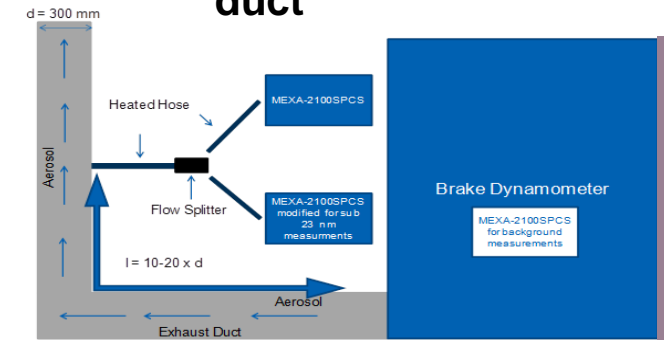 duct
d = 300 mm
Heated Hose
MEXA-2100SPCS
Aerosol
Flow Splitter
MEXA-2100SPCS
modified for sub
23 nm
measurments
Brake Dynamometer
MEXA-2100SPCS
for background
measurements
l = 10-20 x d
Aerosol
Exhaust Duct